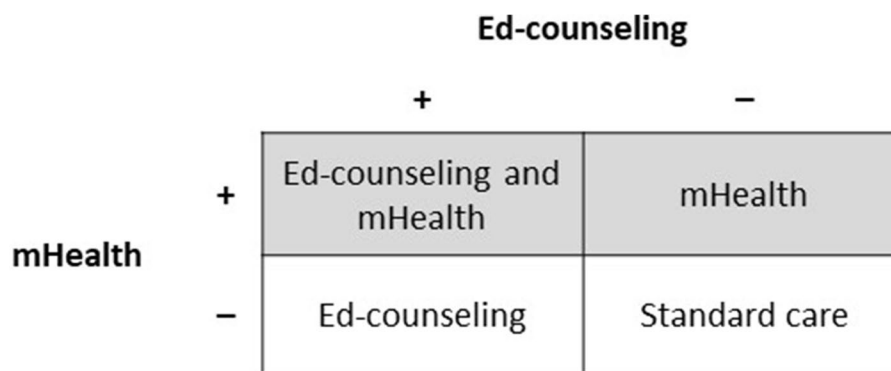 Ed-counseling
+ –
+ Ed-counseling and
mHealth mHealth
mHealth
– Ed-counseling Standard care